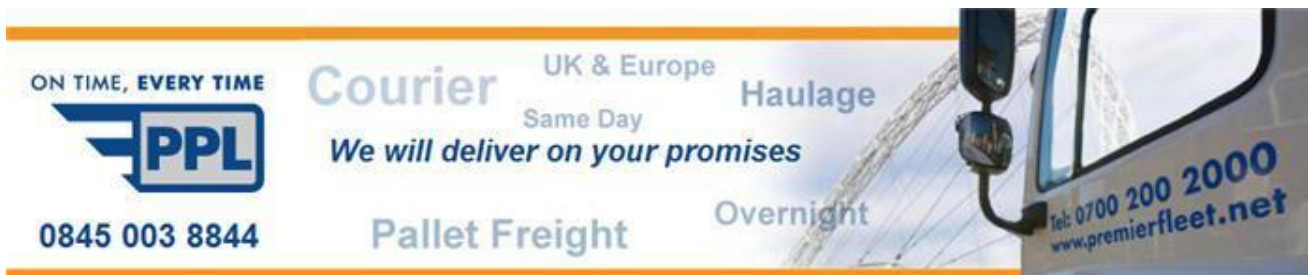 ON TIME, EVERY TIME
PPL
0845 003 8844
Courier
UK & Europe
Haulage
Same Day
We will deliver on your promises
Pallet Freight
Overnight
Tel: 0700 200 2000
www.premierfleet.net